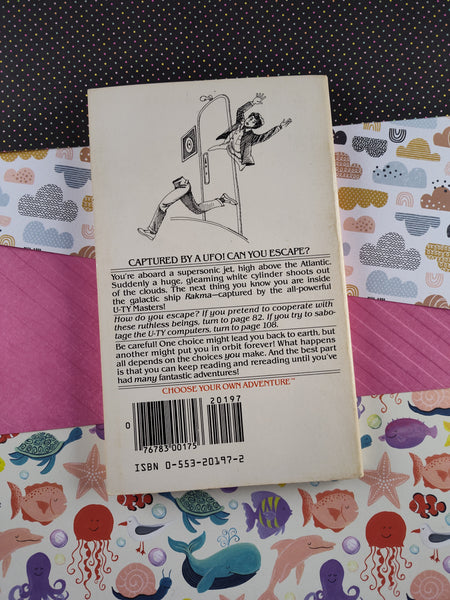 CAPTURED BY A UFO! CAN YOU ESCAPE?
You're aboard a supersonic jet, high above the Atlantic.
Suddenly a huge, gleaming white cylinder shoots out
of the clouds. The next thing you know you are inside
the galactic ship Rakma—captured by the all-powerful
U-TY Masters!
How do you escape? If you pretend to cooperate with
these ruthless beings, turn to page 82. If you try to sabo-
tage the U-TY computers, turn to page 108.
Be careful! One choice might lead you back to earth, but
another might put you in orbit forever! What happens
all depends on the choices you make. And the best part
is that you can keep reading and rereading until you've
had many fantastic adventures!
CHOOSE YOUR OWN ADVENTURE™
20197
0
76783 00175
ISBN 0-553-20197-2